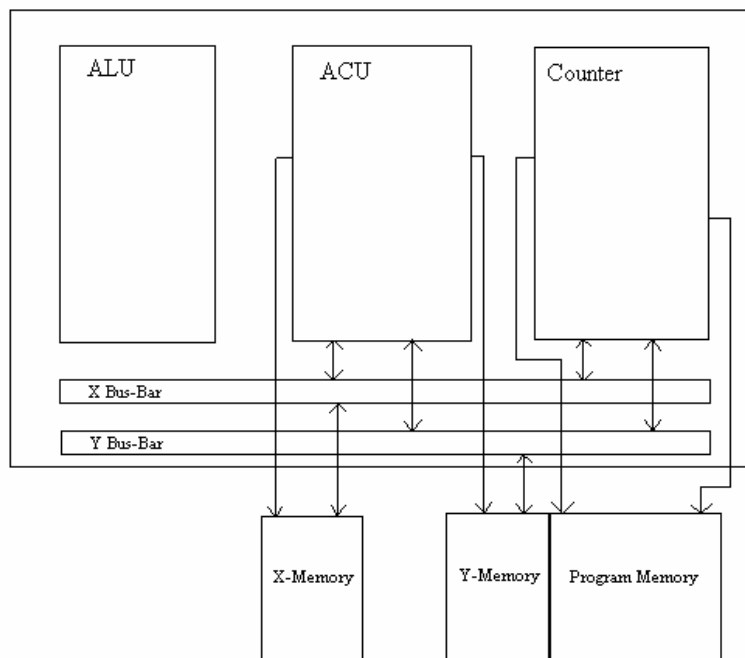 ALU
ACU
Counter
X Bus-Bar
Y Bus-Bar
X-Memory
Y-Memory
Program Memory